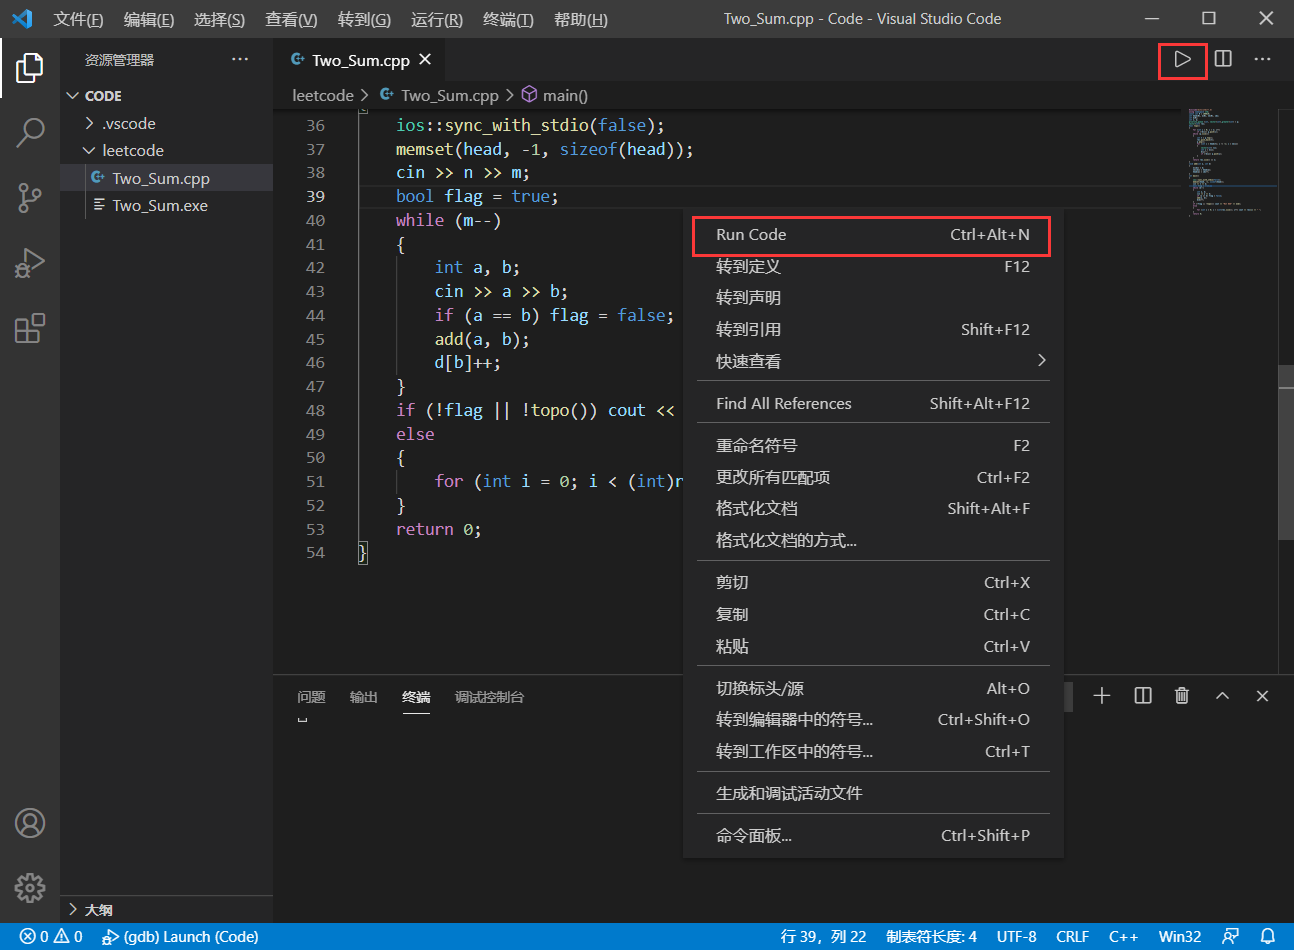 文件(F) 编辑(E) 选择(S) 查看(V) 转到(G) 运行(R) 终端(T) 帮助(H) Two_Sum.cpp - Code - Visual Studio Code
资源管理器 ···
CODE
.vscode
leetcode
Two_Sum.cpp
Two_Sum.exe
大纲
Two_Sum.cpp
leetcode > Two_Sum.cpp > main()
36 ios::sync_with_stdio(false);
37 memset(head, -1, sizeof(head));
38 cin >> n >> m;
39 bool flag = true;
40 while (m--)
41 {
42 int a, b;
43 cin >> a >> b;
44 if (a == b) flag = false;
45 add(a, b);
46 d[b]++;
47 }
48 if (!flag || !topo()) cout <<
49 else
50 {
51 for (int i = 0; i < (int)n
52 }
53 return 0;
54 }
Run Code Ctrl+Alt+N
转到定义 F12
转到声明
转到引用 Shift+F12
快速查看
Find All References Shift+Alt+F12
重命名符号 F2
更改所有匹配项 Ctrl+F2
格式化文档 Shift+Alt+F
格式化文档的方式...
剪切 Ctrl+X
复制 Ctrl+C
粘贴 Ctrl+V
切换标头/源 Alt+O
转到编辑器中的符号... Ctrl+Shift+O
转到工作区中的符号... Ctrl+T
生成和调试活动文件
命令面板... Ctrl+Shift+P
问题 输出 终端 调试控制台
0 0 (gdb) Launch (Code) 行 39，列 22 制表符长度: 4 UTF-8 CRLF C++ Win32